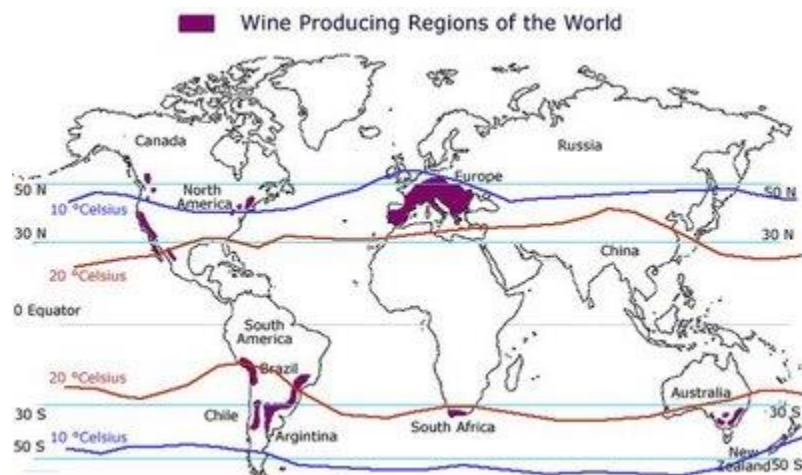 Wine Producing Regions of the World
Canada
Russia
Europe
50 N
North
America
50 N
10 °Celsius
30 N
30 N
China
20 °Celsius
0 Equator
South
America
Brazil
20 °Celsius
Australia
30 S
Chile
30 S
South Africa
Argintina
10 °Celsius
50 S
New
Zealand
50 S